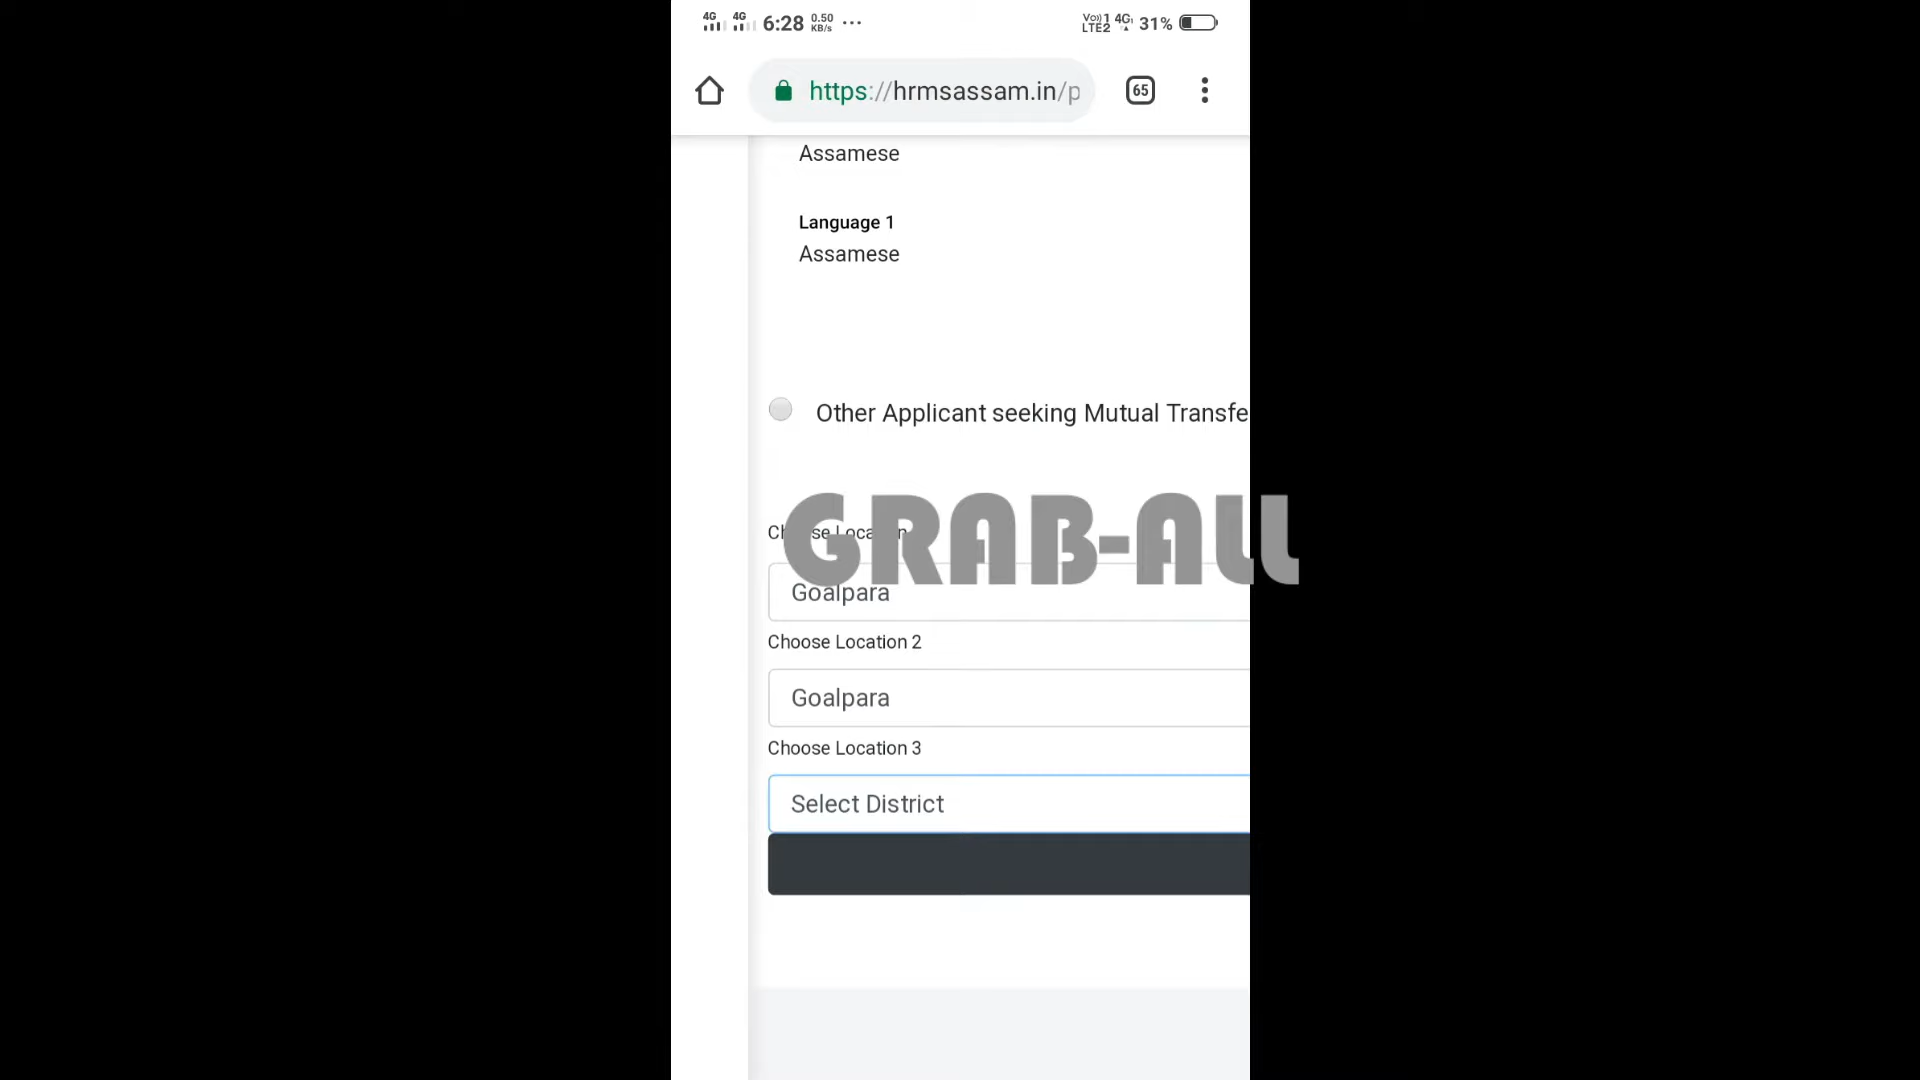 4G 4G 6:28 0.50 KB/s ...
Vo)) 1 4G LTE2 31%
https://hrmsassam.in/p
65
Assamese
Language 1
Assamese
Other Applicant seeking Mutual Transfe
GRAB-ALL
Goalpara
Choose Location 2
Goalpara
Choose Location 3
Select District